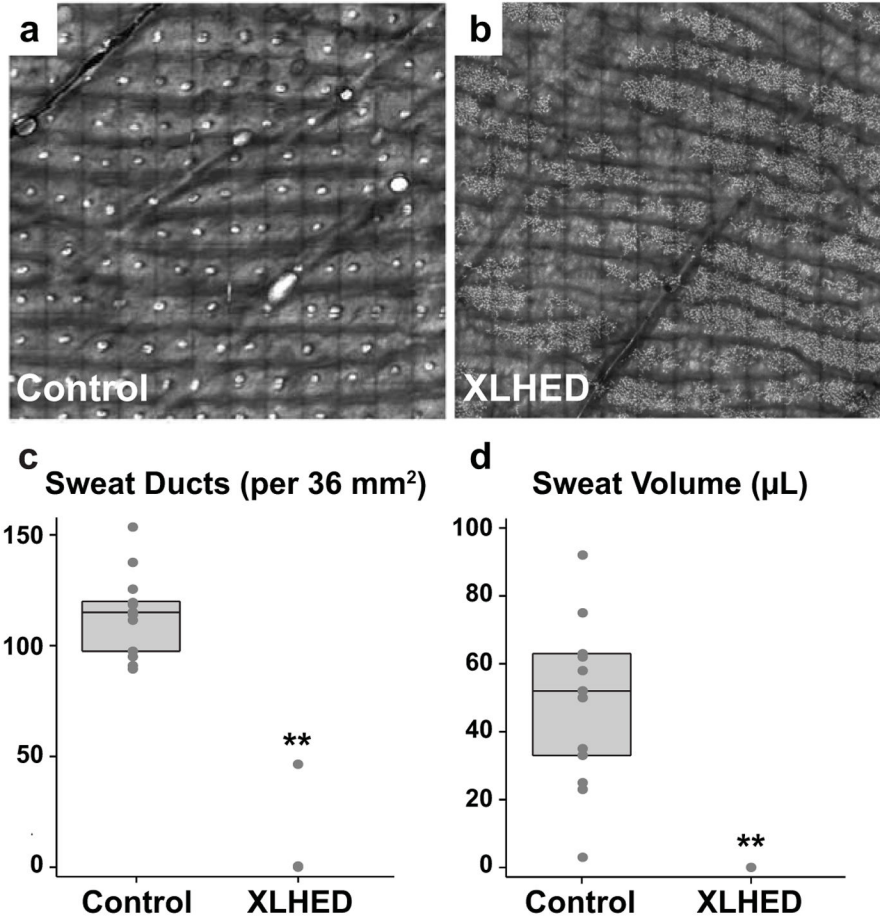 a
b
Control
XLHED
c
Sweat Ducts (per 36 mm²)
150
100
50
0
**
Control
XLHED
d
Sweat Volume (µL)
100
80
60
40
20
0
**
Control
XLHED